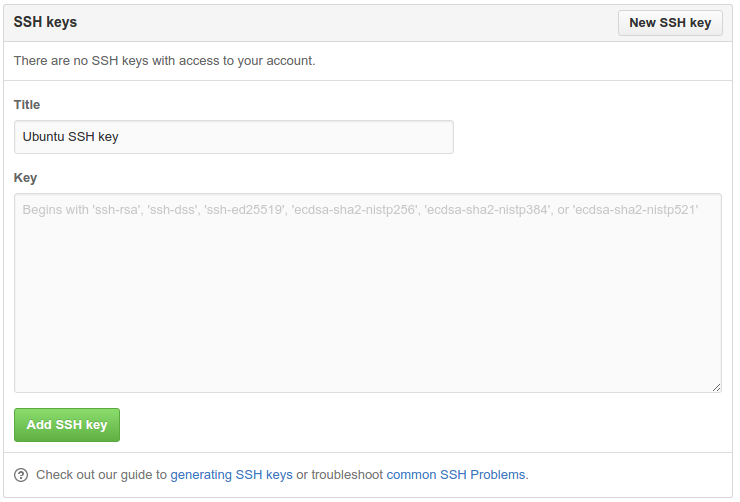 SSH keys
New SSH key
There are no SSH keys with access to your account.
Title
Ubuntu SSH key
Key
Begins with 'ssh-rsa', 'ssh-dss', 'ssh-ed25519', 'ecdsa-sha2-nistp256', 'ecdsa-sha2-nistp384', or 'ecdsa-sha2-nistp521'
Add SSH key
Check out our guide to generating SSH keys or troubleshoot common SSH Problems.